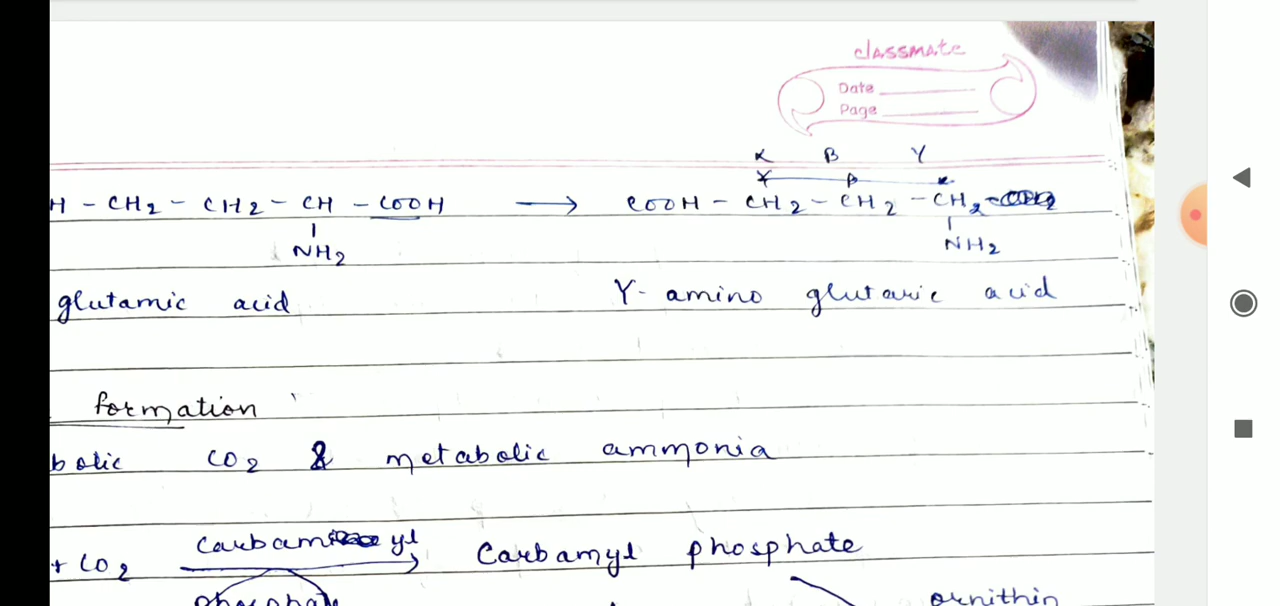 classmate
Date
Page
α β γ
H - CH2 - CH2 - CH - COOH → COOH - CH2 - CH2 - CH2
NH2 NH2
glutamic acid γ- amino glutaric acid
formation
bolic CO2 & metabolic ammonia
+ CO2 carbamyl Carbamyl phosphate
phosphate ornithin